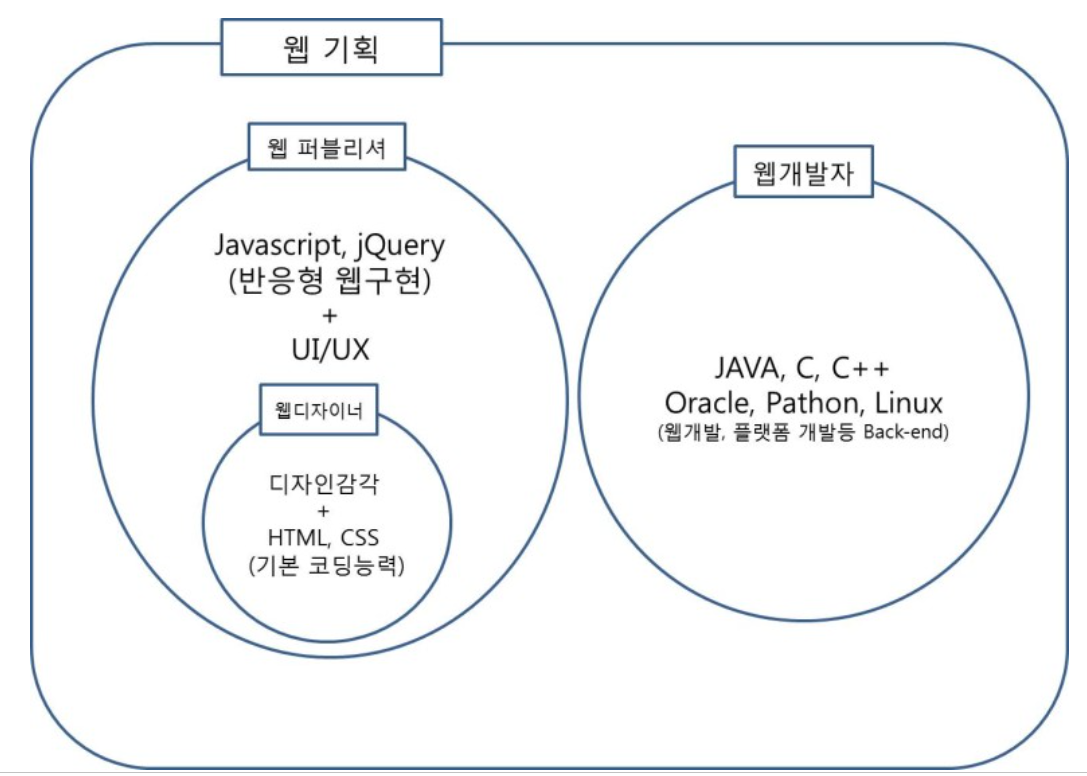 웹 기획
웹 퍼블리셔
Javascript, jQuery
(반응형 웹구현)
+
UI/UX
웹디자이너
디자인감각
+
HTML, CSS
(기본 코딩능력)
웹개발자
JAVA, C, C++
Oracle, Pathon, Linux
(웹개발, 플랫폼 개발등 Back-end)